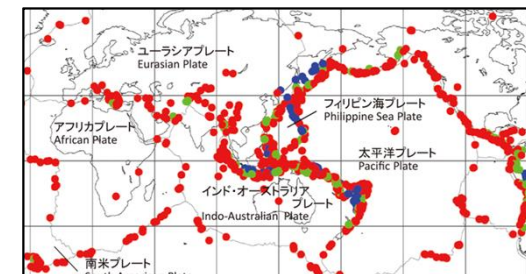 ユーラシアプレート
Eurasian Plate
フィリピン海プレート
Philippine Sea Plate
アフリカプレート
African Plate
太平洋プレート
Pacific Plate
インド・オーストラリア
プレート
Indo-Australian Plate
南米プレート